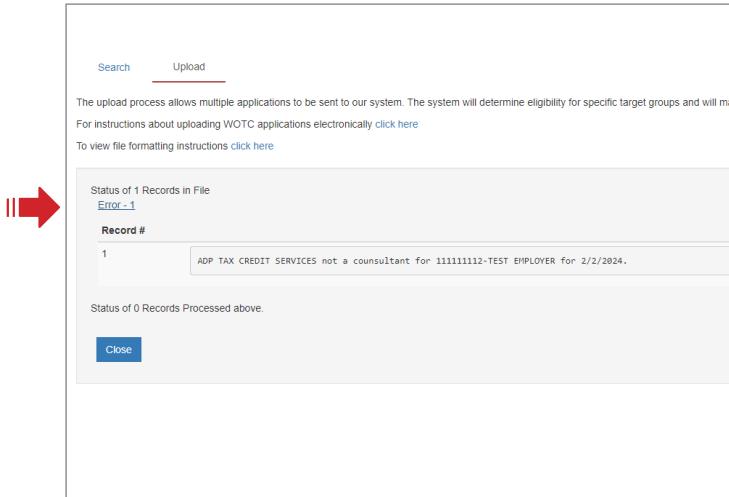 Search Upload
The upload process allows multiple applications to be sent to our system. The system will determine eligibility for specific target groups and will
For instructions about uploading WOTC applications electronically click here
To view file formatting instructions click here
Status of 1 Records in File
Error - 1
Record #
1 ADP TAX CREDIT SERVICES not a counsultant for 111111112-TEST EMPLOYER for 2/2/2024.
Status of 0 Records Processed above.
Close